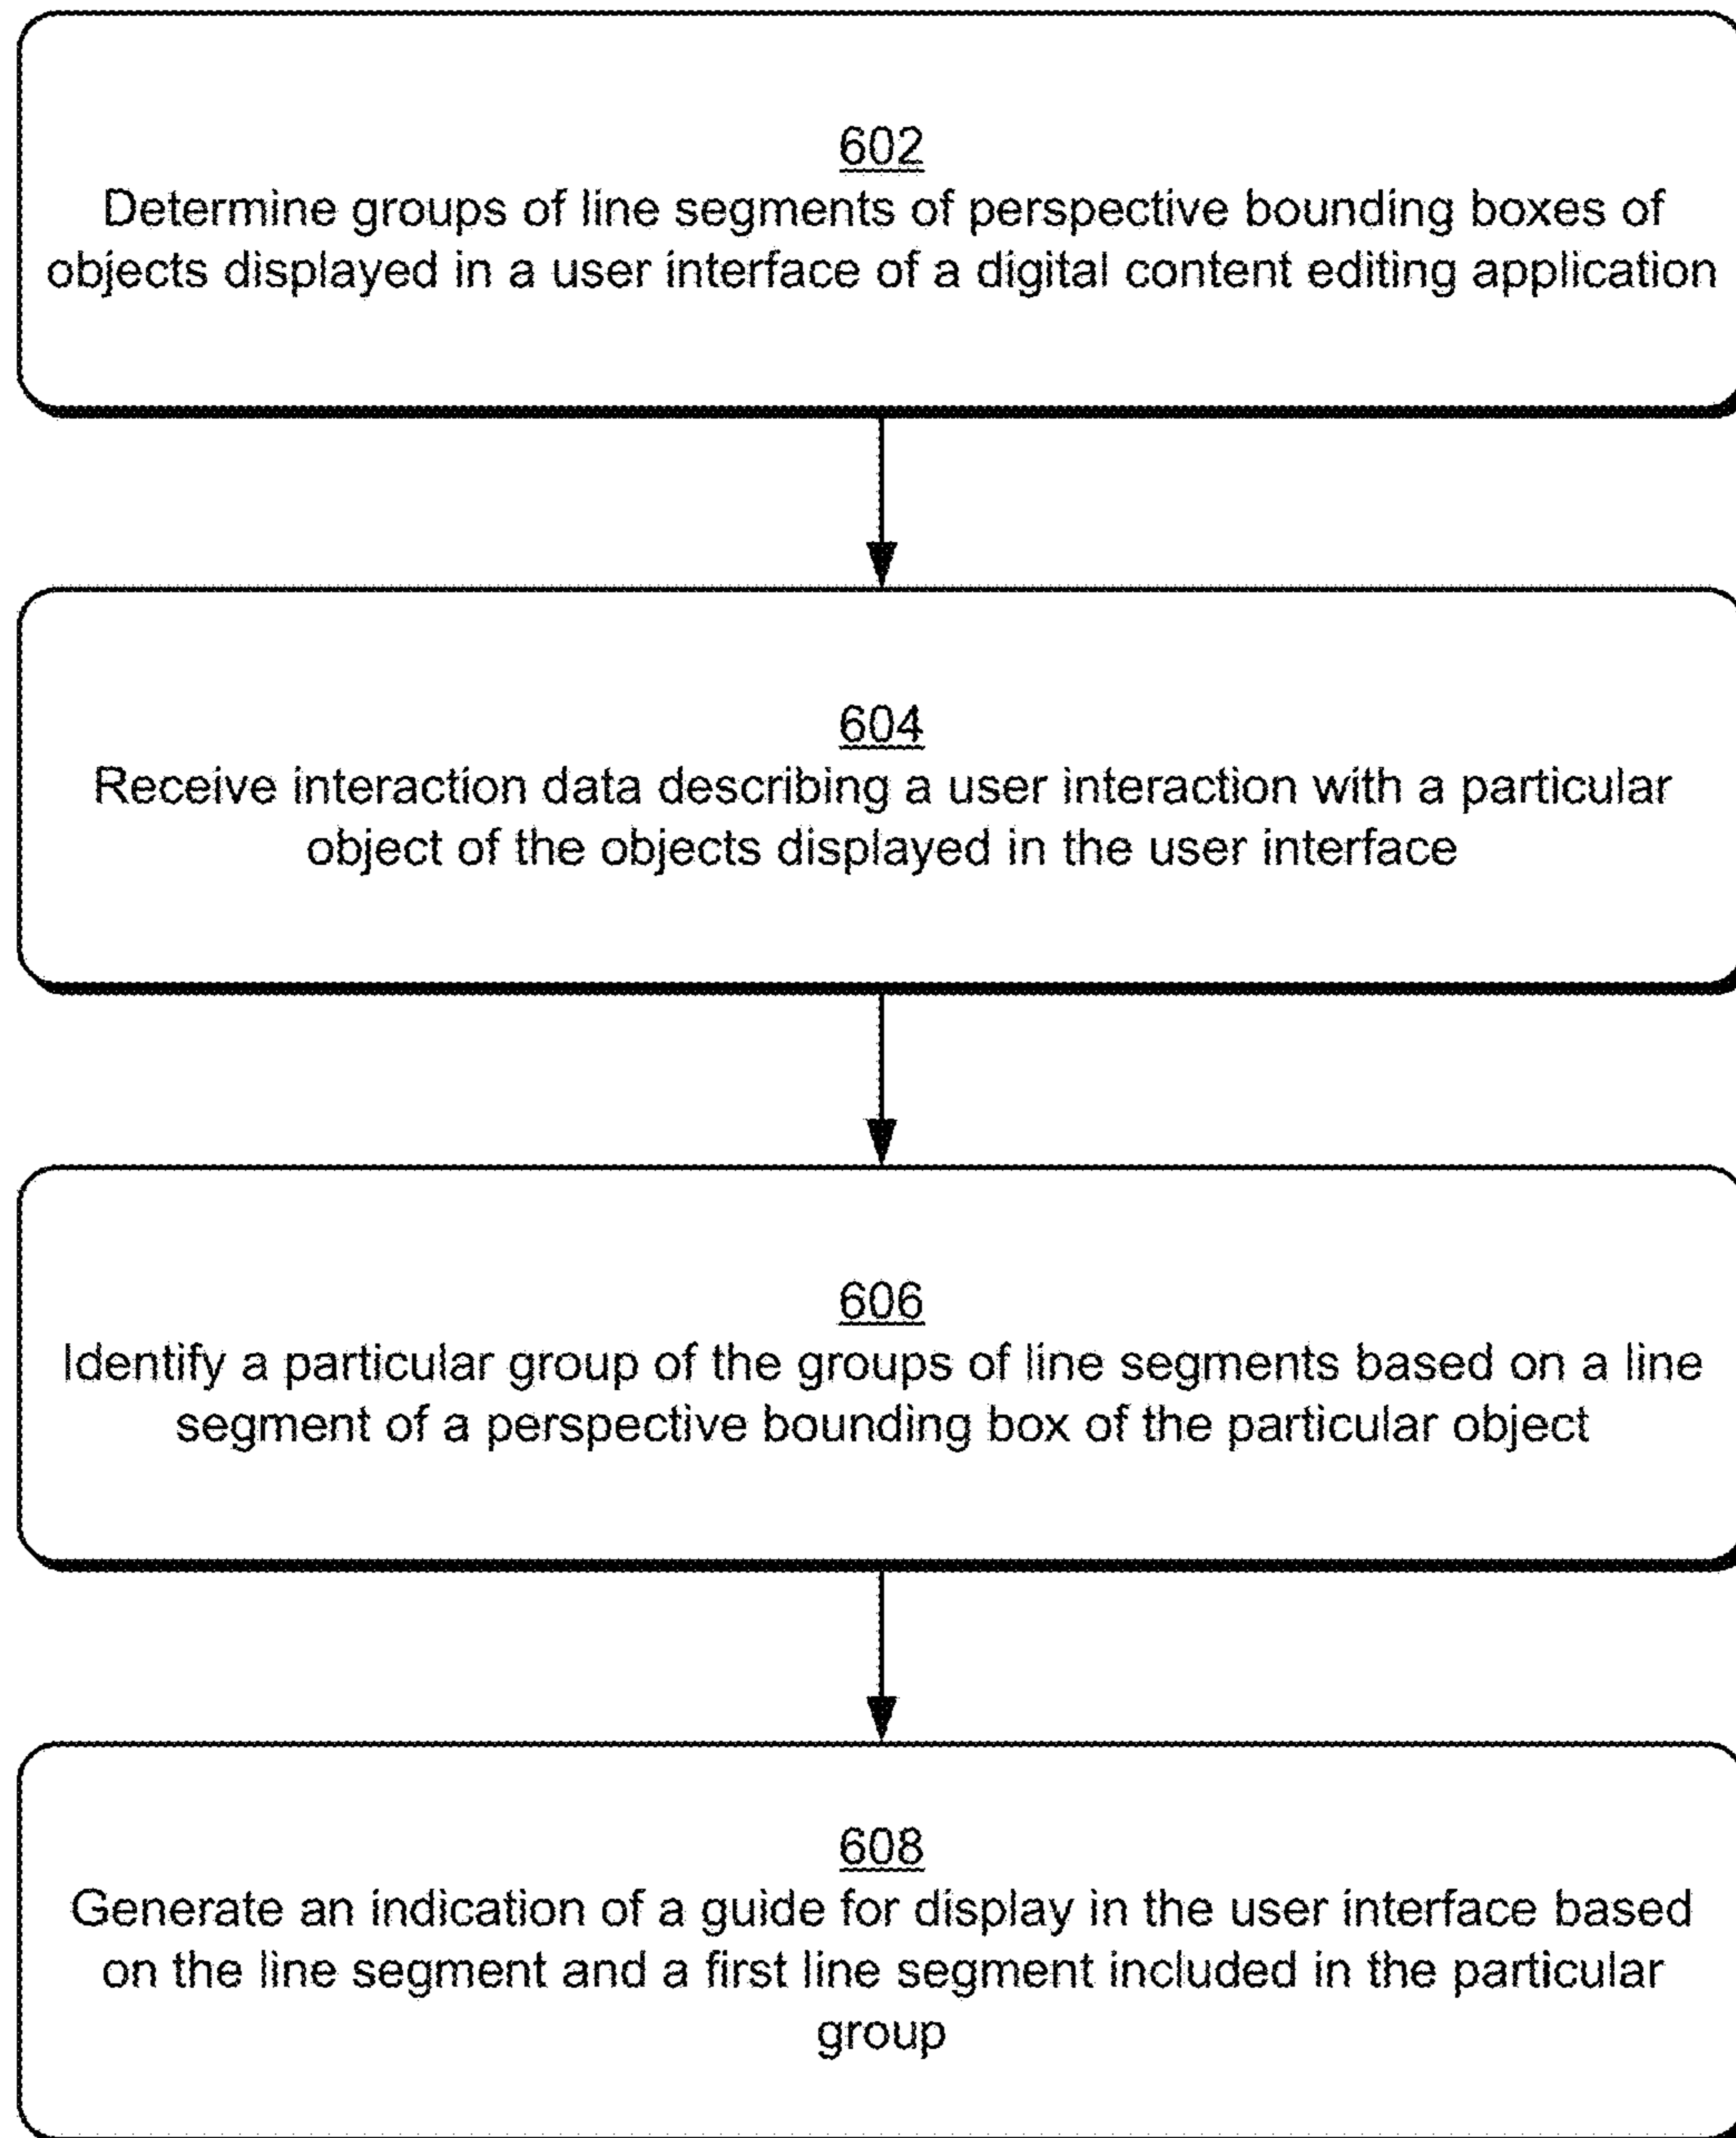 602
Determine groups of line segments of perspective bounding boxes of
objects displayed in a user interface of a digital content editing application
604
Receive interaction data describing a user interaction with a particular
object of the objects displayed in the user interface
606
Identify a particular group of the groups of line segments based on a line
segment of a perspective bounding box of the particular object
608
Generate an indication of a guide for display in the user interface based
on the line segment and a first line segment included in the particular
group